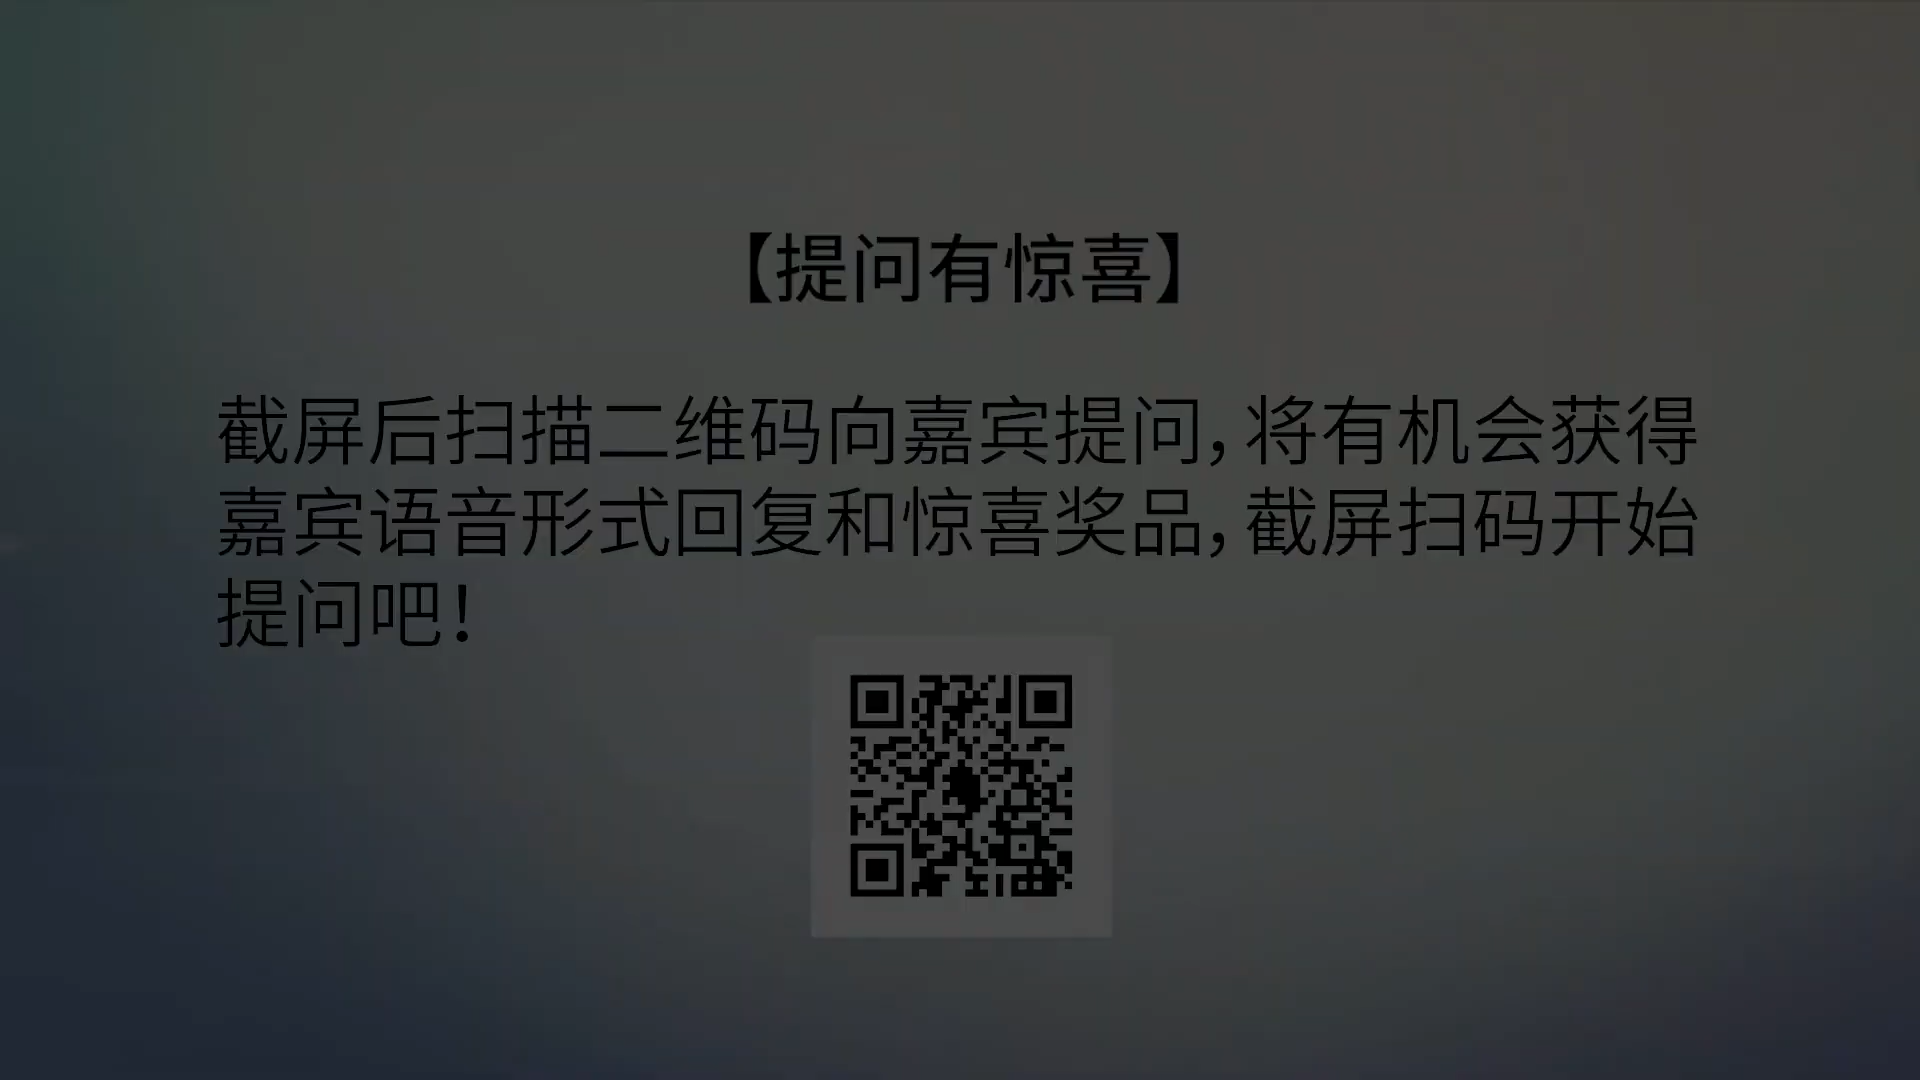 【提问有惊喜】
截屏后扫描二维码向嘉宾提问，将有机会获得
嘉宾语音形式回复和惊喜奖品，截屏扫码开始
提问吧！